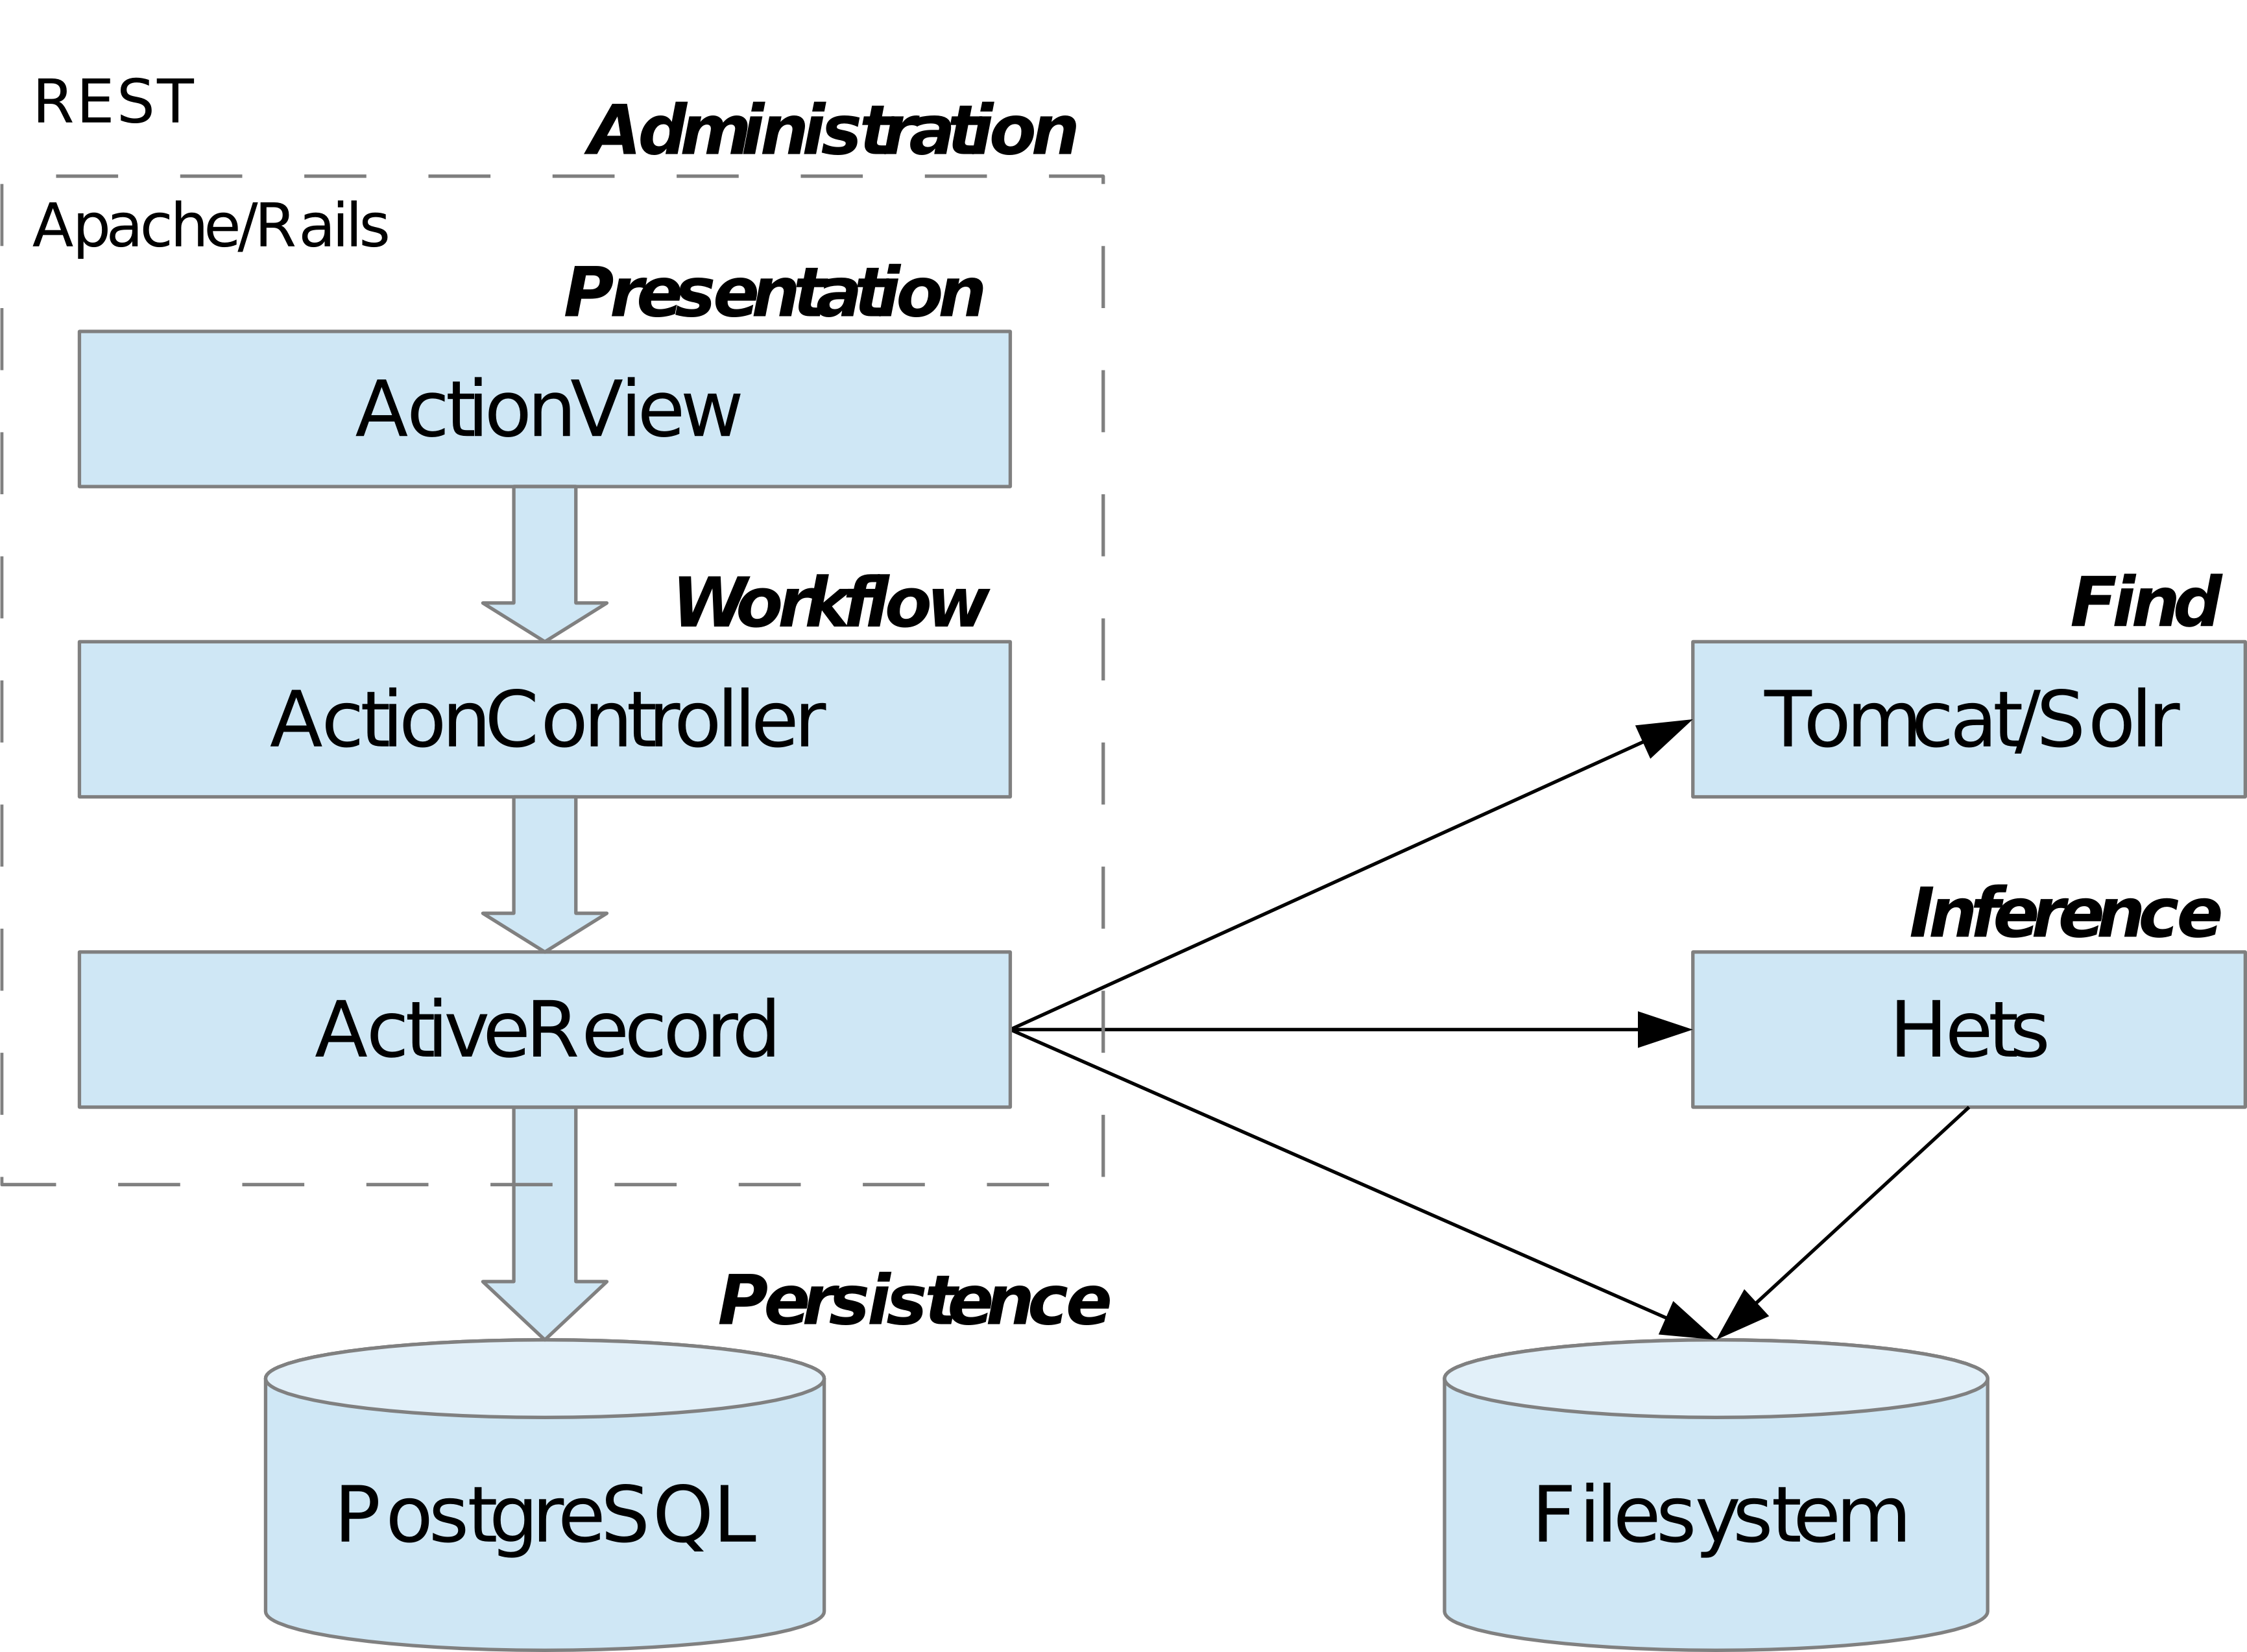 REST
Administration
Apache/Rails
Presentation
ActionView
Workflow
ActionController
Find
Tomcat/Solr
Inference
ActiveRecord
Hets
Persistence
PostgreSQL
Filesystem